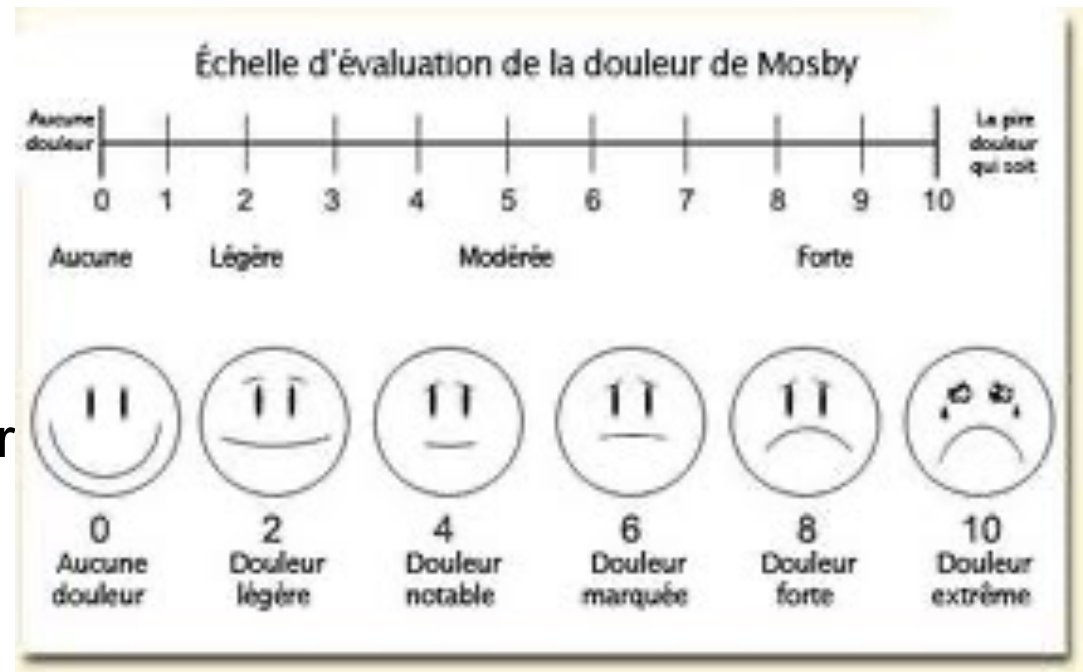 Échelle d'évaluation de la douleur de Mosby
Aucune
douleur
La pire
douleur
qui soit
0 1 2 3 4 5 6 7 8 9 10
Aucune Légère Modérée Forte
r
0 2 4 6 8 10
Aucune Douleur Douleur Douleur Douleur Douleur
douleur légère notable marquée forte extrême